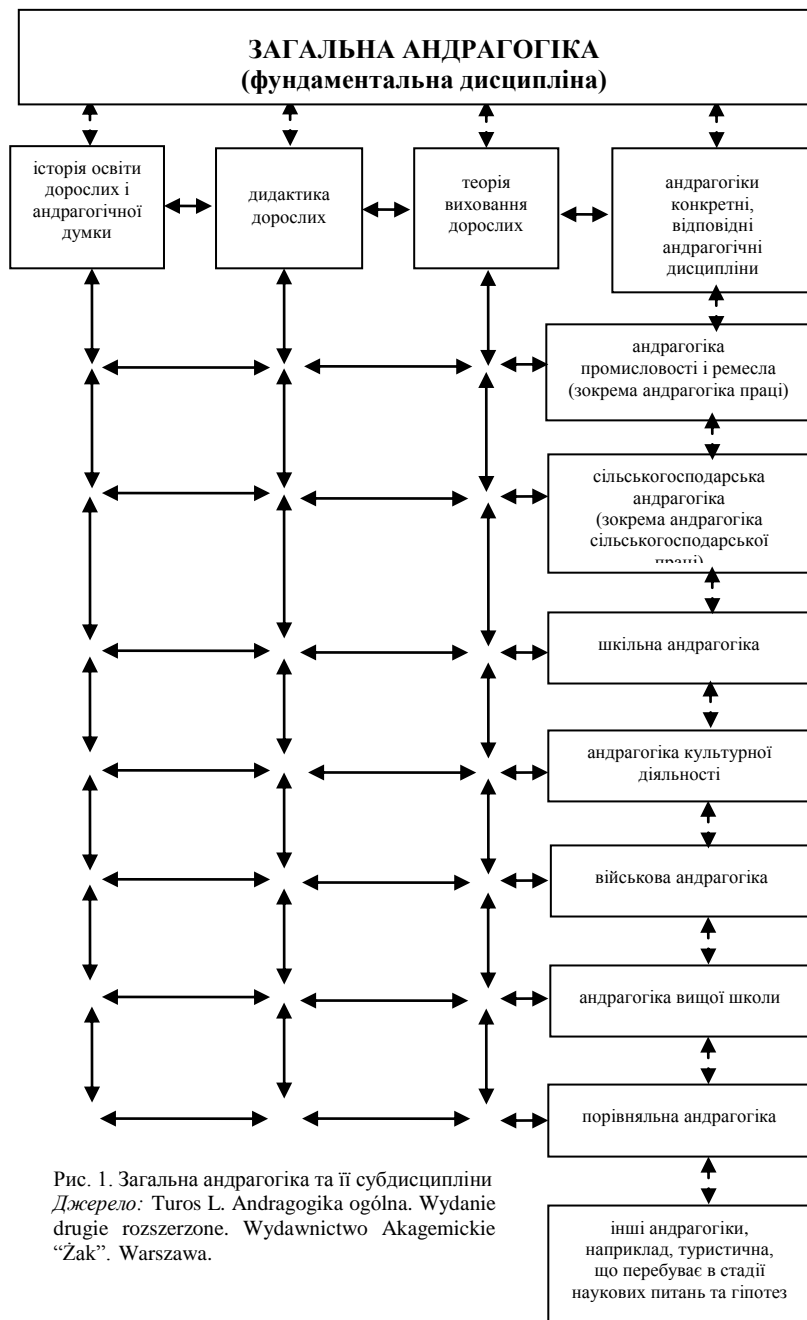 ЗАГАЛЬНА АНДРАГОГІКА
(фундаментальна дисципліна)
історія освіти
дорослих і
андрагогічної
думки
дидактика
дорослих
теорія
виховання
дорослих
андрагогіки
конкретні,
відповідні
андрагогічні
дисципліни
андрагогіка
промисловості і ремесла
(зокрема андрагогіка праці)
сільськогосподарська
андрагогіка
(зокрема андрагогіка
сільськогосподарської
праці)
шкільна андрагогіка
андрагогіка культурної
діяльності
військова андрагогіка
андрагогіка вищої школи
порівняльна андрагогіка
інші андрагогіки,
наприклад, туристична,
що перебуває в стадії
наукових питань та гіпотез
Рис. 1. Загальна андрагогіка та її субдисципліни
Джерело: Turos L. Andragogika ogólna. Wydanie
drugie rozszerzone. Wydawnictwo Akagemickie
“Żak”. Warszawa.